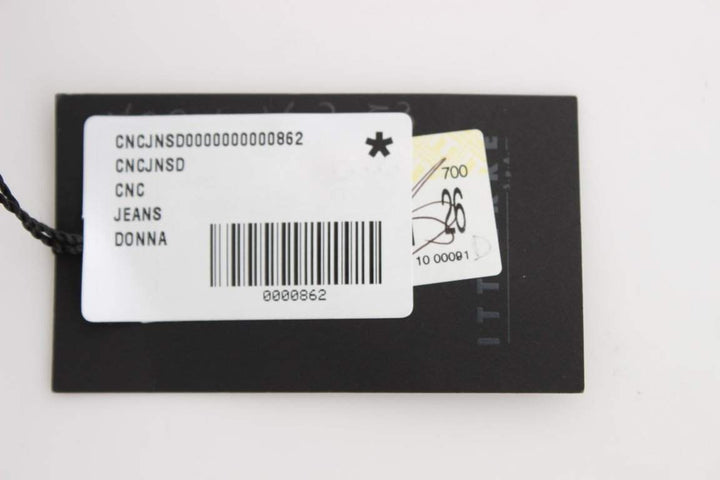 CNCJNSD0000000000862
CNCJNSD
CNC
JEANS
DONNA
*
0000862
700
26
10 00091
S.p.A.